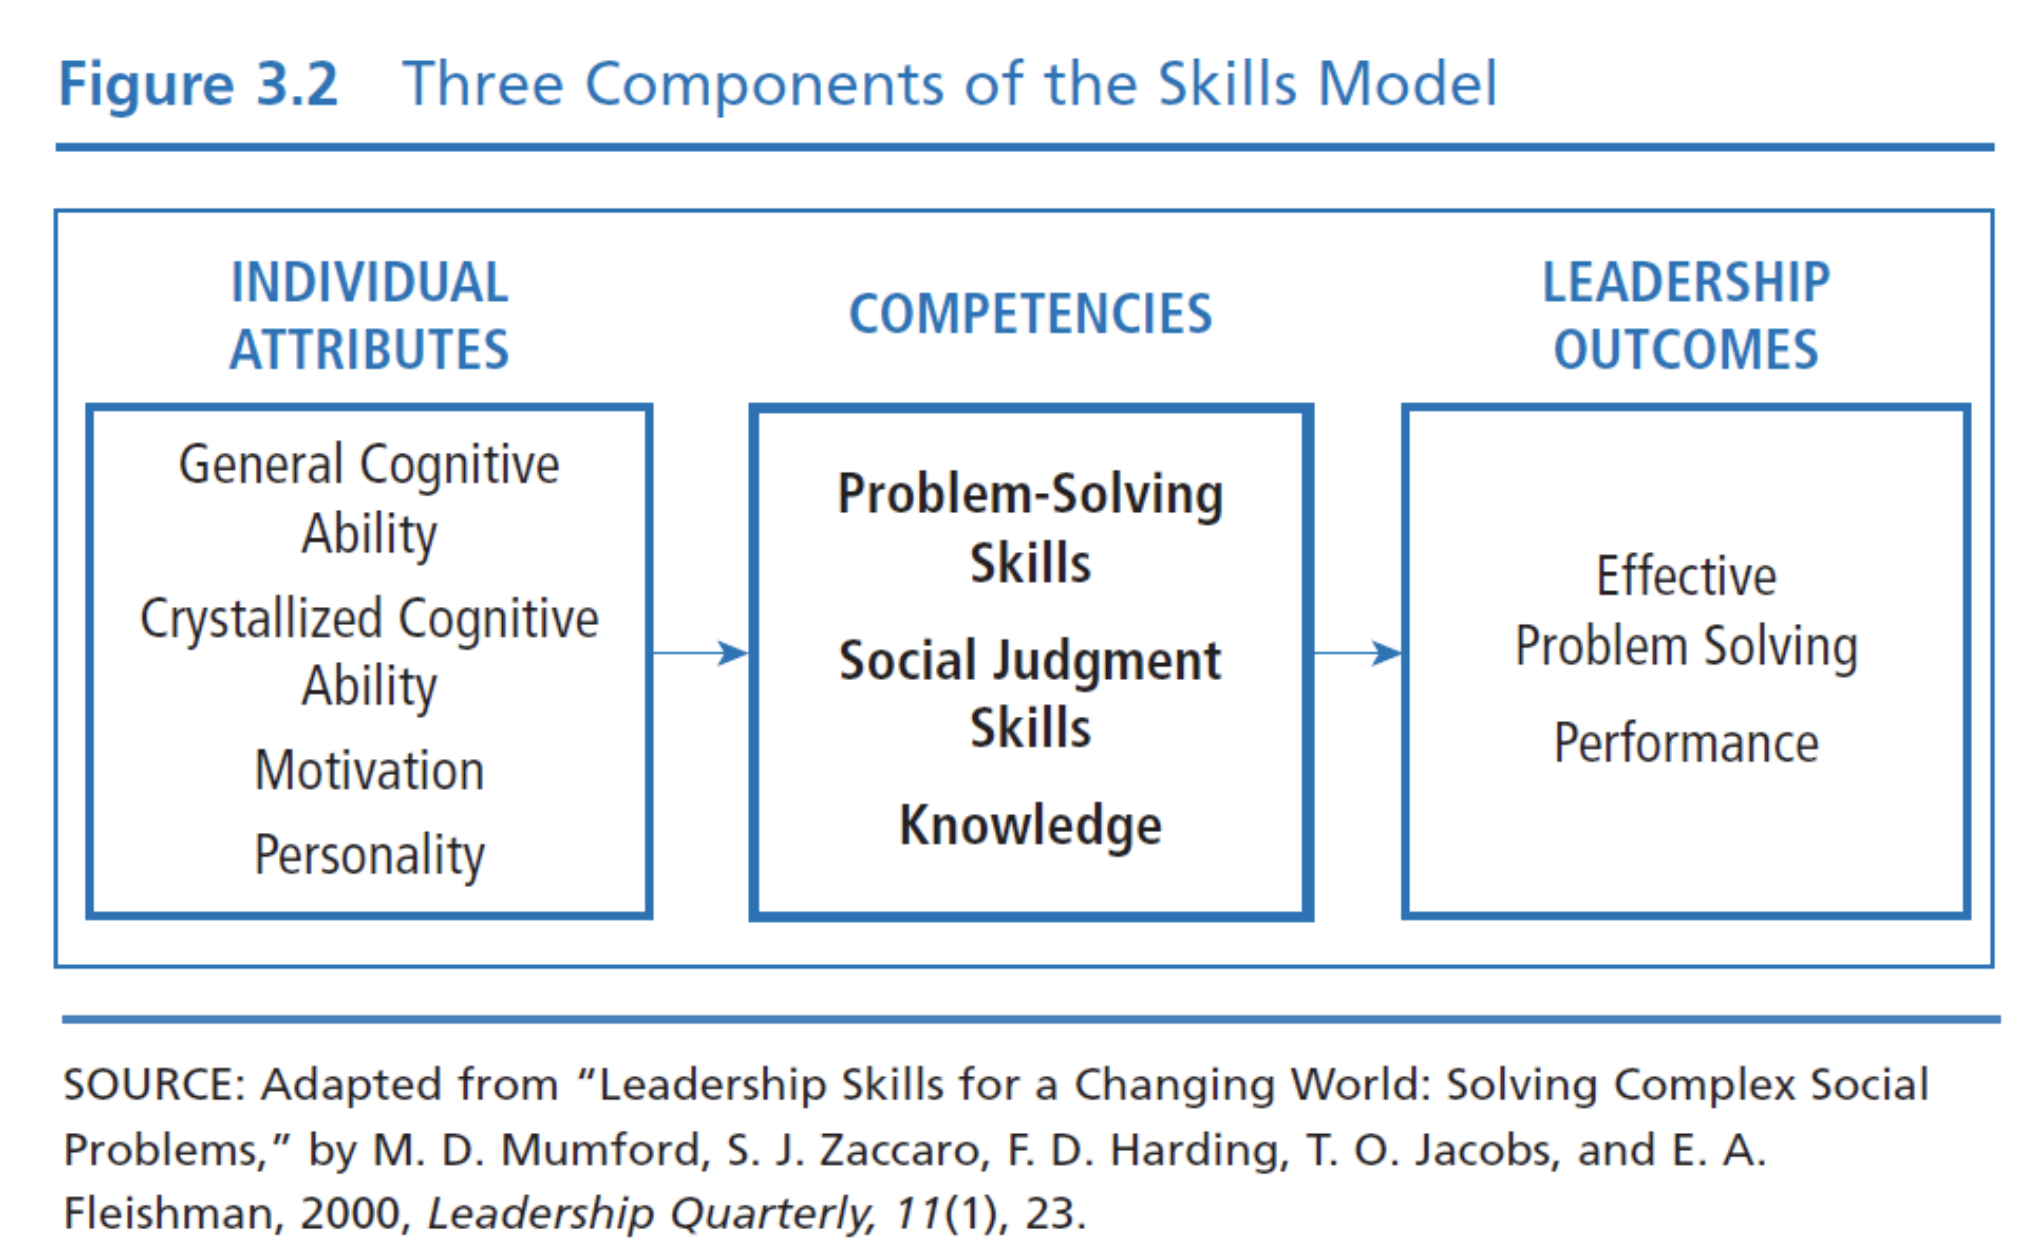 Figure 3.2 Three Components of the Skills Model
INDIVIDUAL
ATTRIBUTES
General Cognitive
Ability
Crystallized Cognitive
Ability
Motivation
Personality
COMPETENCIES
Problem-Solving
Skills
Social Judgment
Skills
Knowledge
LEADERSHIP
OUTCOMES
Effective
Problem Solving
Performance
SOURCE: Adapted from “Leadership Skills for a Changing World: Solving Complex Social
Problems,” by M. D. Mumford, S. J. Zaccaro, F. D. Harding, T. O. Jacobs, and E. A.
Fleishman, 2000, Leadership Quarterly, 11(1), 23.